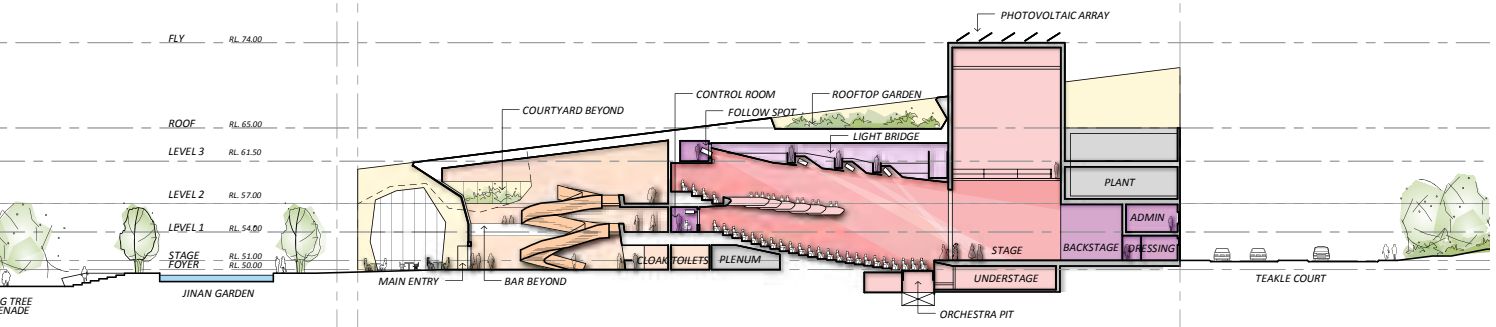 PHOTOVOLTAIC ARRAY
FLY RL. 74.00
CONTROL ROOM
ROOFTOP GARDEN
COURTYARD BEYOND
FOLLOW SPOT
ROOF RL. 65.00
LIGHT BRIDGE
LEVEL 3 RL. 61.50
PLANT
LEVEL 2 RL. 57.00
ADMIN
LEVEL 1 RL. 54.00
STAGE
BACKSTAGE
DRESSING
STAGE RL. 51.00
CLOAK
TOILETS
PLENUM
FOYER RL. 50.00
MAIN ENTRY
BAR BEYOND
UNDERSTAGE
TEAKLE COURT
JINAN GARDEN
G TREE
ENADE
ORCHESTRA PIT